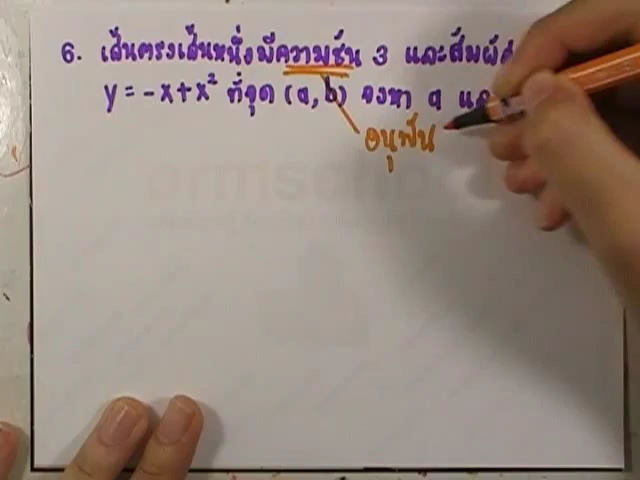 6. เส้นตรงเส้นหนึ่งมีความชัน 3 และสัมผัส
y = -x + x² ที่จุด (a, b) จงหา a และ
อนุพัน
ormschool